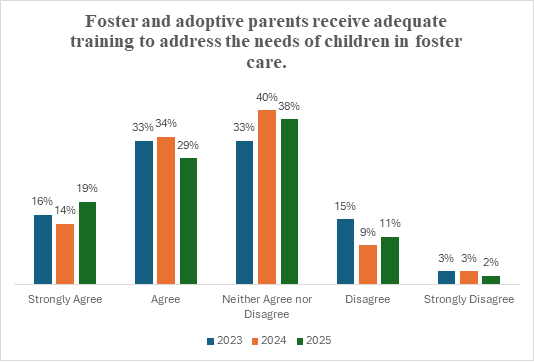 Foster and adoptive parents receive adequate
training to address the needs of children in foster
care.
16%
14%
19%
33%
34%
29%
33%
40%
38%
15%
9%
11%
3%
3%
2%
Strongly Agree
Agree
Neither Agree nor
Disagree
Disagree
Strongly Disagree
2023
2024
2025